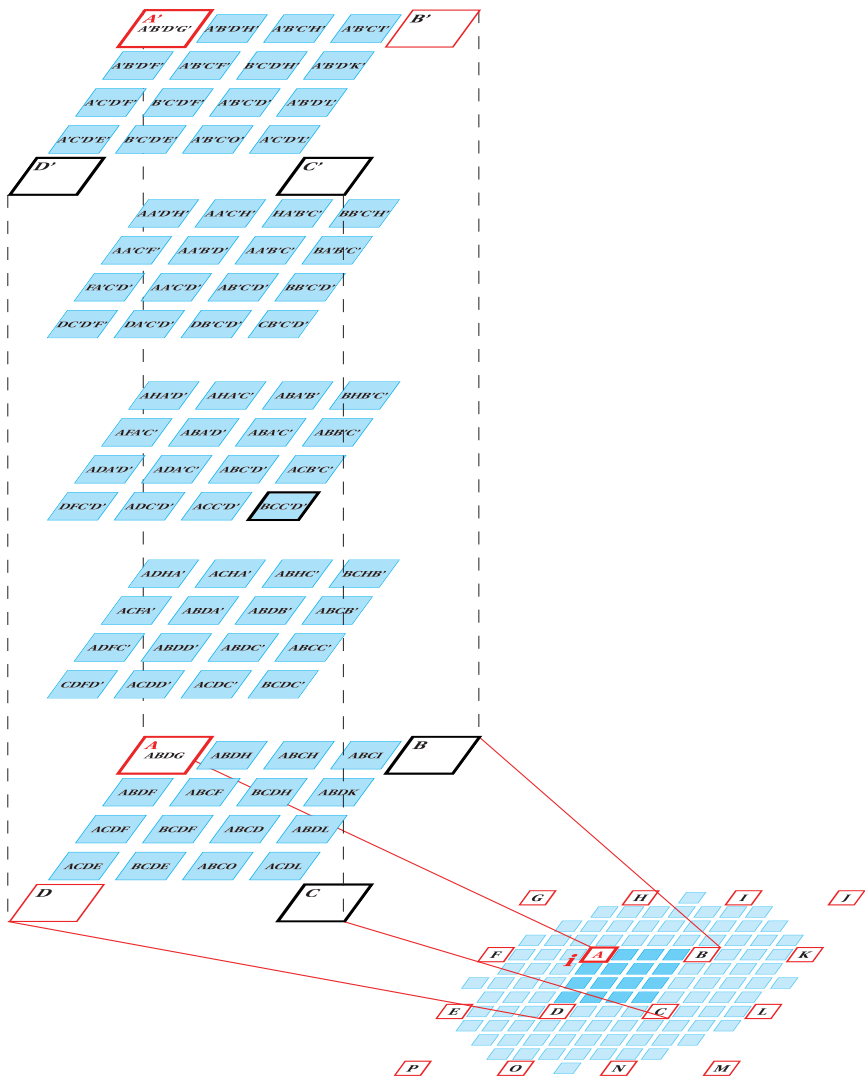 A' B'
A'B'D'G' A'B'D'H' A'B'C'H' A'B'C'I'
A'B'D'F' A'B'C'F' B'C'D'H' A'B'D'K'
A'C'D'F' B'C'D'F' A'B'C'D' A'B'D'L'
A'C'D'E' B'C'D'E' A'B'C'O' A'C'D'L'
D' C'
AA'D'H' AA'C'H' HA'B'C' BB'C'H'
AA'C'F' AA'B'D' AA'B'C' BA'B'C'
FA'C'D' AA'C'D' AB'C'D' BB'C'D'
DC'D'F' DA'C'D' DB'C'D' CB'C'D'
AHA'D' AHA'C' ABA'B' BHB'C'
AFA'C' ABA'D' ABA'C' ABB'C'
ADA'D' ADA'C' ABC'D' ACB'C'
DFC'D' ADC'D' ACC'D' BCC'D'
ADHA' ACHA' ABHC' BCHB'
ACFA' ABDA' ABDB' ABCB'
ADFC' ABDD' ABDC' ABCC'
CDFD' ACDD' ACDC' BCDC'
A B
ABDG ABDH ABCH ABCI
ABDF ABCF BCDH ABDK
ACDF BCDF ABCD ABDL
ACDE BCDE ABCO ACDL
D C
G H I J
F i A B K
E D C L
P O N M